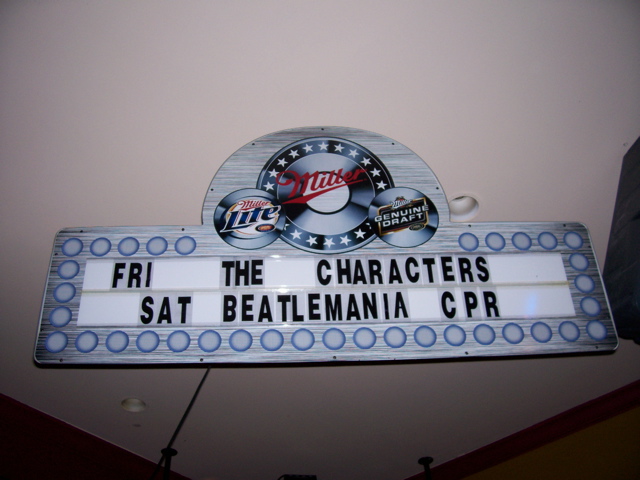 Miller
Miller
Lite
Miller
GENUINE
DRAFT
FRI THE CHARACTERS
SAT BEATLEMANIA CPR